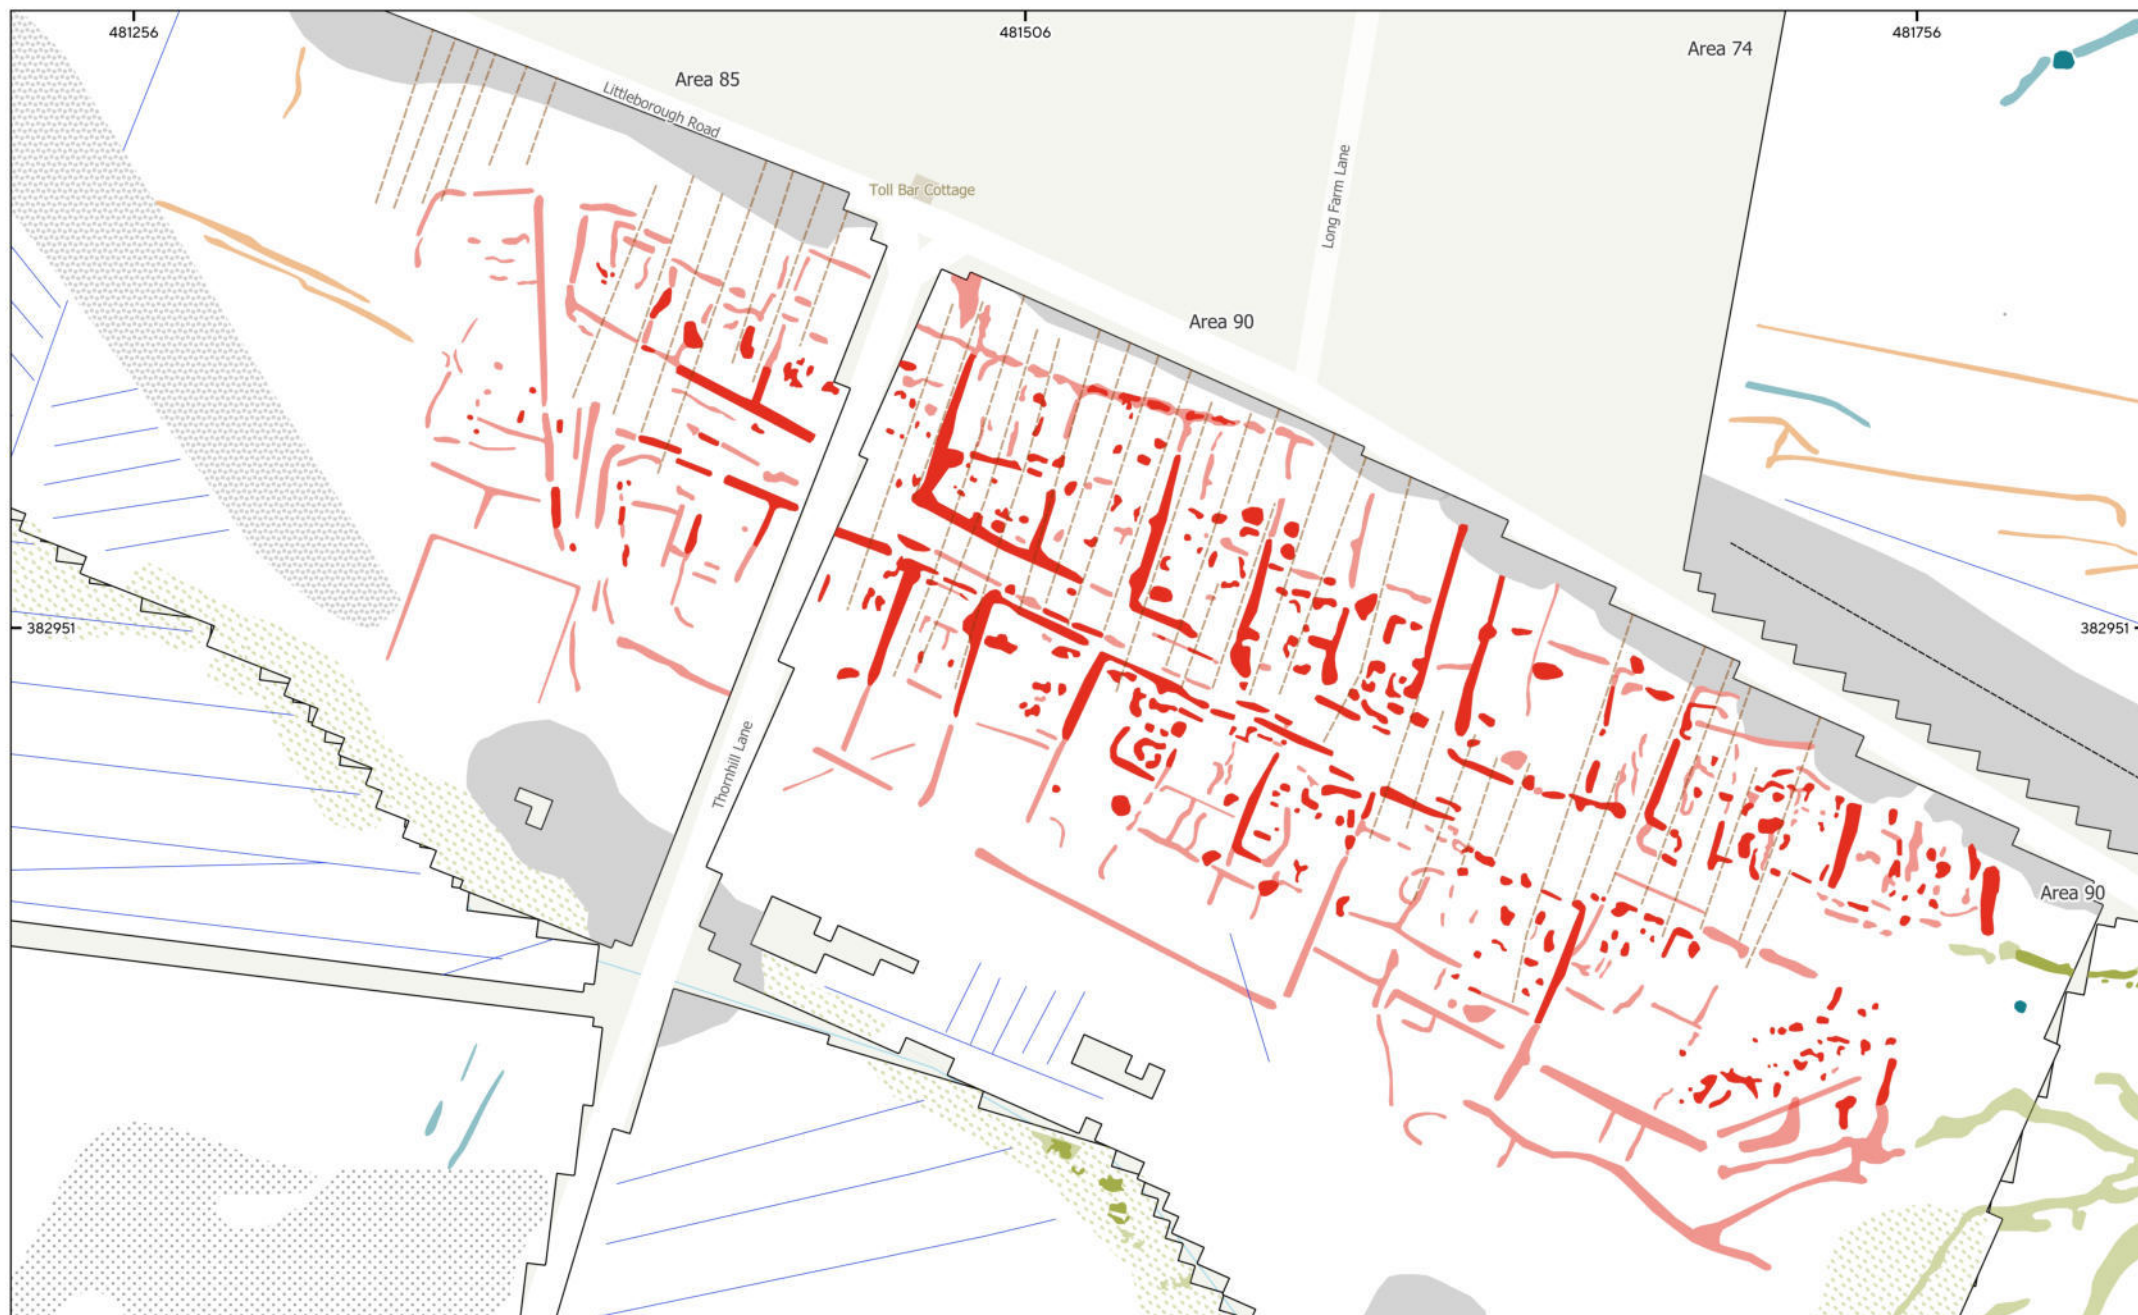 481256
481506
481756
Area 74
Area 85
Littleborough Road
Toll Bar Cottage
Long Farm Lane
Area 90
382951
382951
Thornhill Lane
Area 90